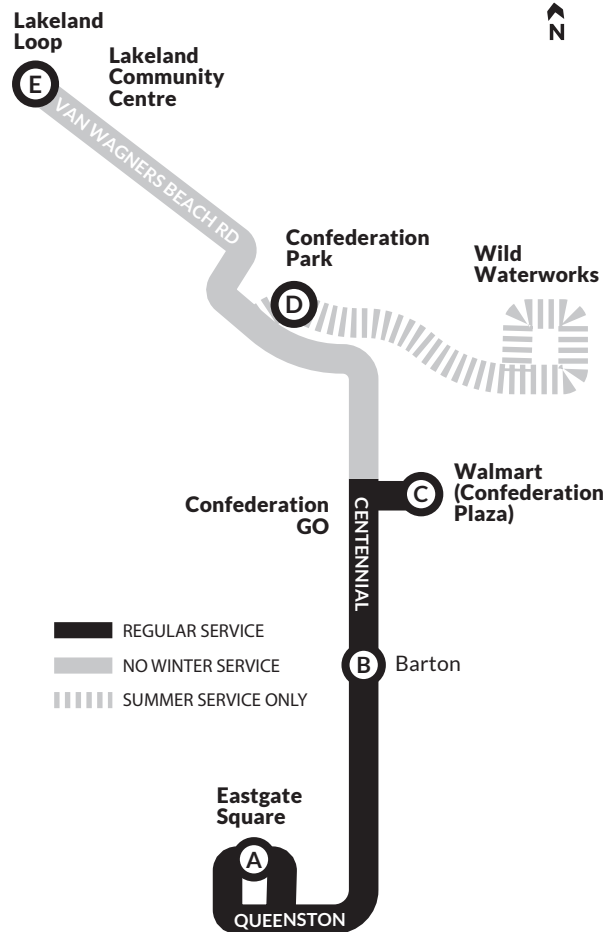 Lakeland
Loop
N
Lakeland
Community
Centre
E
VAN WAGNERS BEACH RD
Confederation
Park
Wild
Waterworks
D
Walmart
(Confederation
Plaza)
C
Confederation
GO
CENTENNIAL
REGULAR SERVICE
NO WINTER SERVICE
SUMMER SERVICE ONLY
B
Barton
Eastgate
Square
A
QUEENSTON